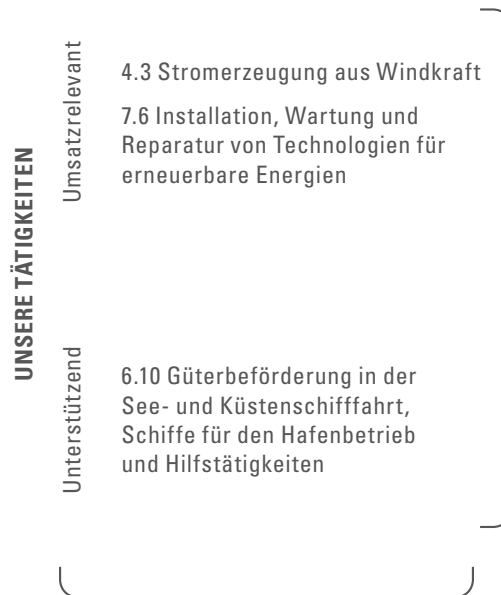 UNSERE TÄTIGKEITEN
Umsatzrelevant
4.3 Stromerzeugung aus Windkraft
7.6 Installation, Wartung und
Reparatur von Technologien für
erneuerbare Energien
Unterstützend
6.10 Güterbeförderung in der
See- und Küstenschifffahrt,
Schiffe für den Hafenbetrieb
und Hilfstätigkeiten